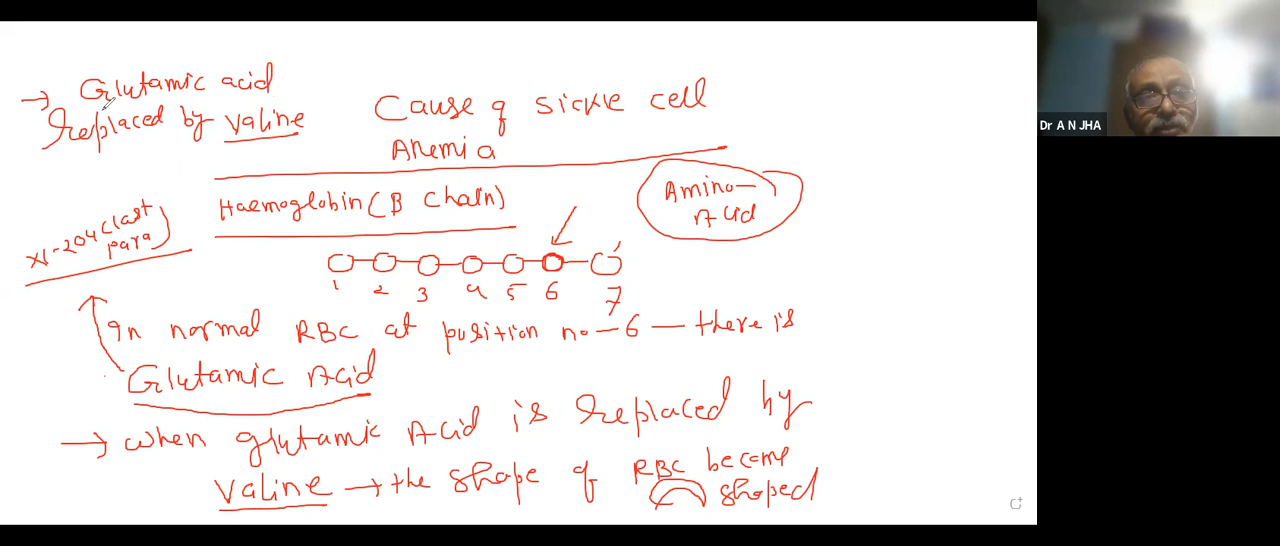 → Glutamic acid
replaced by valine
Cause of sickle cell
Anemia
Haemoglobin (B chain)
Amino-
Acid
XI-204 (last
para)
1 2 3 4 5 6 7
In normal RBC at position no-6- there is
Glutamic Acid
→ when glutamic Acid is replaced by
valine → the shape of RBC become
shaped
Dr A N JHA